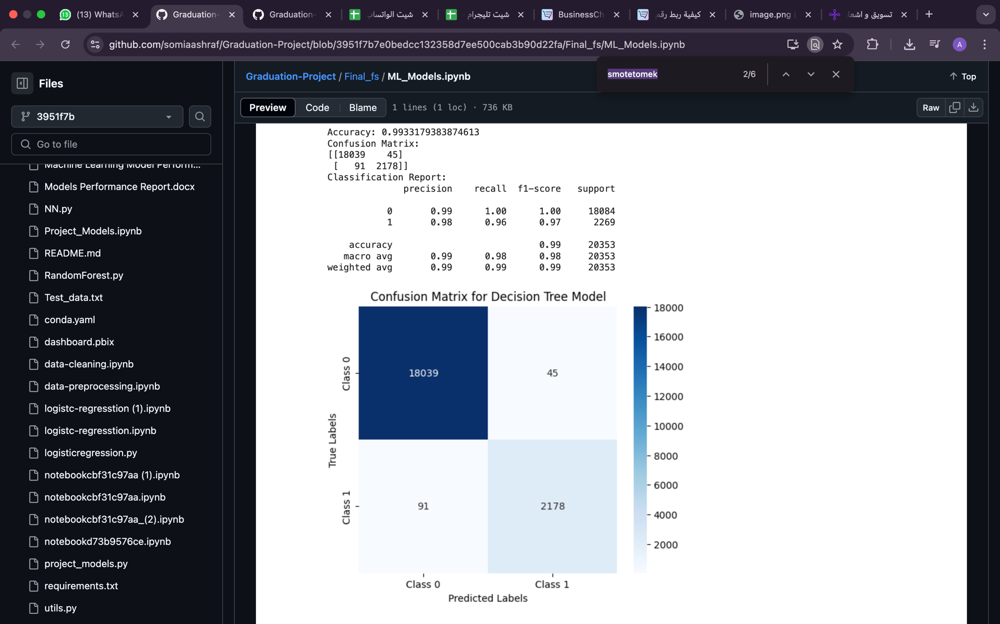 (13) WhatsA
Graduation-
Graduation-
شيت الواتساب
شيت تليجرام
BusinessCh
كيفية ربط رقم
image.png
تسويق و اشعا
github.com/somiaashraf/Graduation-Project/blob/3951f7b7e0bedcc132358d7ee500cab3b90d22fa/Final_fs/ML_Models.ipynb
A
smotetomek
2/6
Files
3951f7b
Go to file
Machine Learning Model Perform...
Models Performance Report.docx
NN.py
Project_Models.ipynb
README.md
RandomForest.py
Test_data.txt
conda.yaml
dashboard.pbix
data-cleaning.ipynb
data-preprocessing.ipynb
logistc-regresstion (1).ipynb
logistc-regresstion.ipynb
logisticregression.py
notebookcbf31c97aa (1).ipynb
notebookcbf31c97aa.ipynb
notebookcbf31c97aa_(2).ipynb
notebookd73b9576ce.ipynb
project_models.py
requirements.txt
utils.py
Graduation-Project / Final_fs / ML_Models.ipynb
Top
Preview Code Blame 1 lines (1 loc) · 736 KB
Raw
Accuracy: 0.9933179383874613
Confusion Matrix:
[[18039 45]
[ 91 2178]]
Classification Report:
precision recall f1-score support
0 0.99 1.00 1.00 18084
1 0.98 0.96 0.97 2269
accuracy 0.99 20353
macro avg 0.99 0.98 0.98 20353
weighted avg 0.99 0.99 0.99 20353
Confusion Matrix for Decision Tree Model
True Labels
Class 0
Class 1
18039 45
91 2178
Class 0 Class 1
Predicted Labels
18000
16000
14000
12000
10000
8000
6000
4000
2000